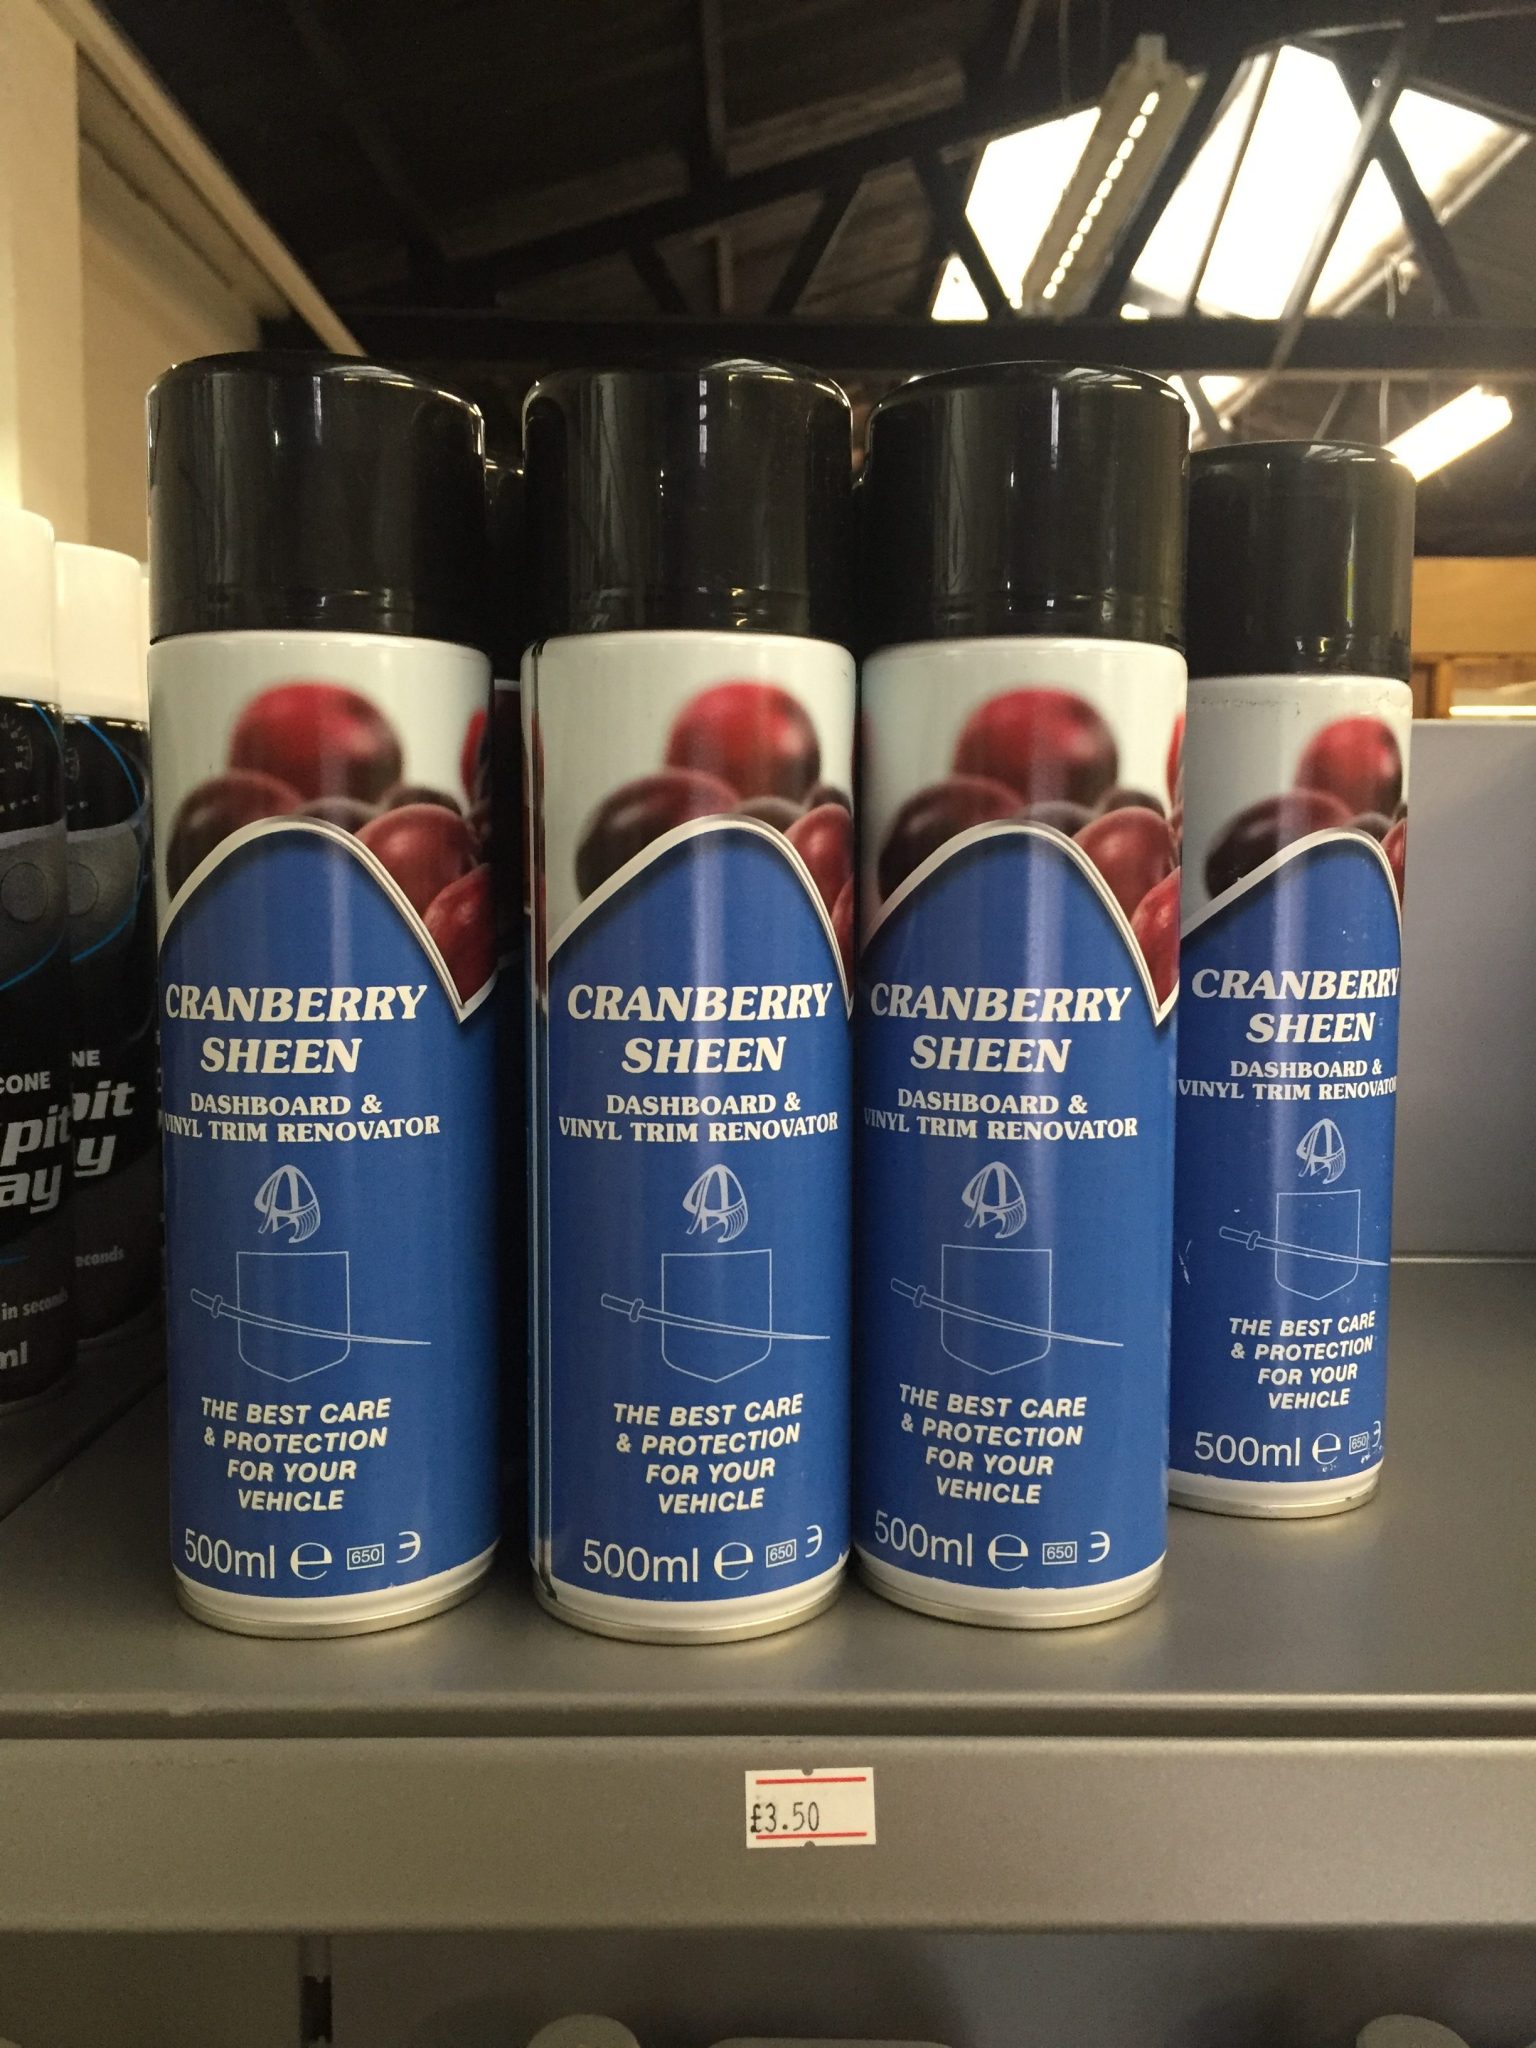 CRANBERRY
SHEEN
DASHBOARD &
VINYL TRIM RENOVATOR
THE BEST CARE
& PROTECTION
FOR YOUR
VEHICLE
500ml e 650 З
CRANBERRY
SHEEN
DASHBOARD &
VINYL TRIM RENOVATOR
THE BEST CARE
& PROTECTION
FOR YOUR
VEHICLE
500ml e 650 З
CRANBERRY
SHEEN
DASHBOARD &
VINYL TRIM RENOVATOR
THE BEST CARE
& PROTECTION
FOR YOUR
VEHICLE
500ml e 650 З
CRANBERRY
SHEEN
DASHBOARD &
VINYL TRIM RENOVATOR
THE BEST CARE
& PROTECTION
FOR YOUR
VEHICLE
500ml e 650 З
in seconds
ml
£3.50